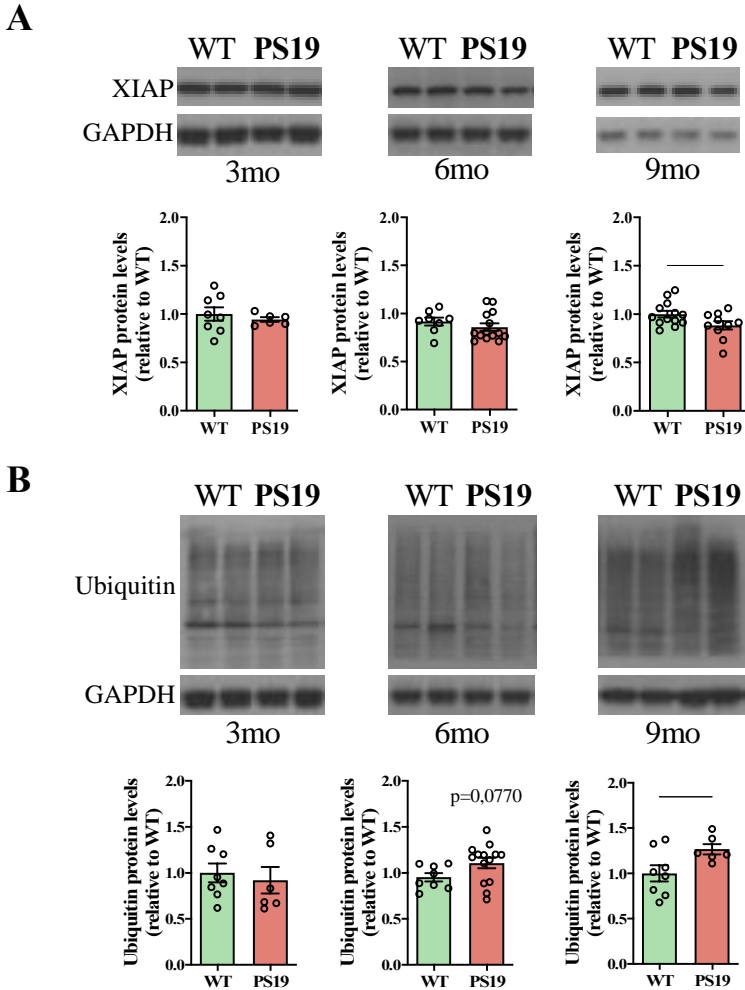 A
WT PS19 WT PS19 WT PS19
XIAP
GAPDH
3mo 6mo 9mo
XIAP protein levels
(relative to WT)
2.0
1.5
1.0
0.5
0.0
WT PS19
XIAP protein levels
(relative to WT)
2.0
1.5
1.0
0.5
0.0
WT PS19
XIAP protein levels
(relative to WT)
2.0
1.5
1.0
0.5
0.0
WT PS19
B
WT PS19 WT PS19 WT PS19
Ubiquitin
GAPDH
3mo 6mo 9mo
Ubiquitin protein levels
(relative to WT)
2.0
1.5
1.0
0.5
0.0
WT PS19
Ubiquitin protein levels
(relative to WT)
2.0
1.5
1.0
0.5
0.0
p=0,0770
WT PS19
Ubiquitin protein levels
(relative to WT)
2.0
1.5
1.0
0.5
0.0
WT PS19